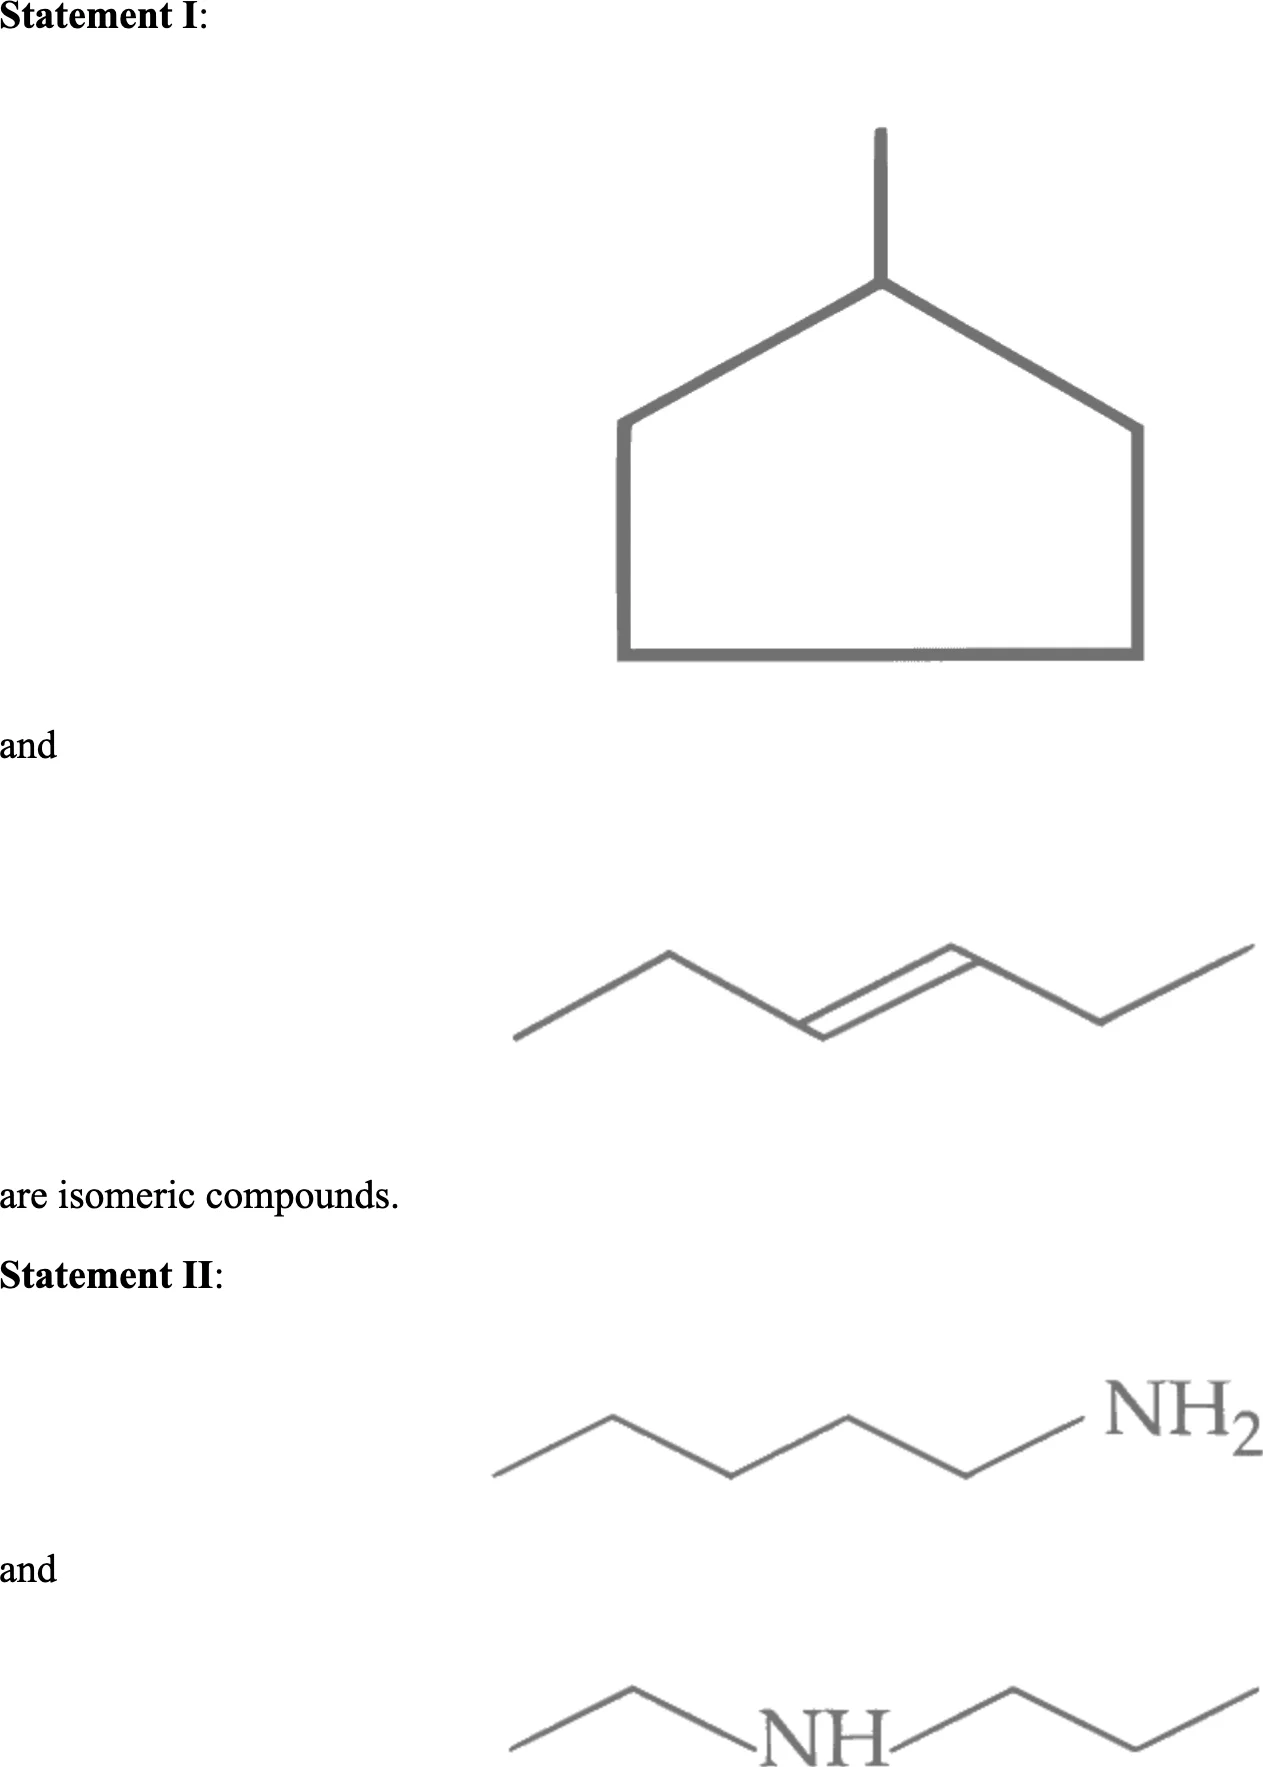 Statement I:
and
are isomeric compounds.
Statement II:
NH2
and
NH